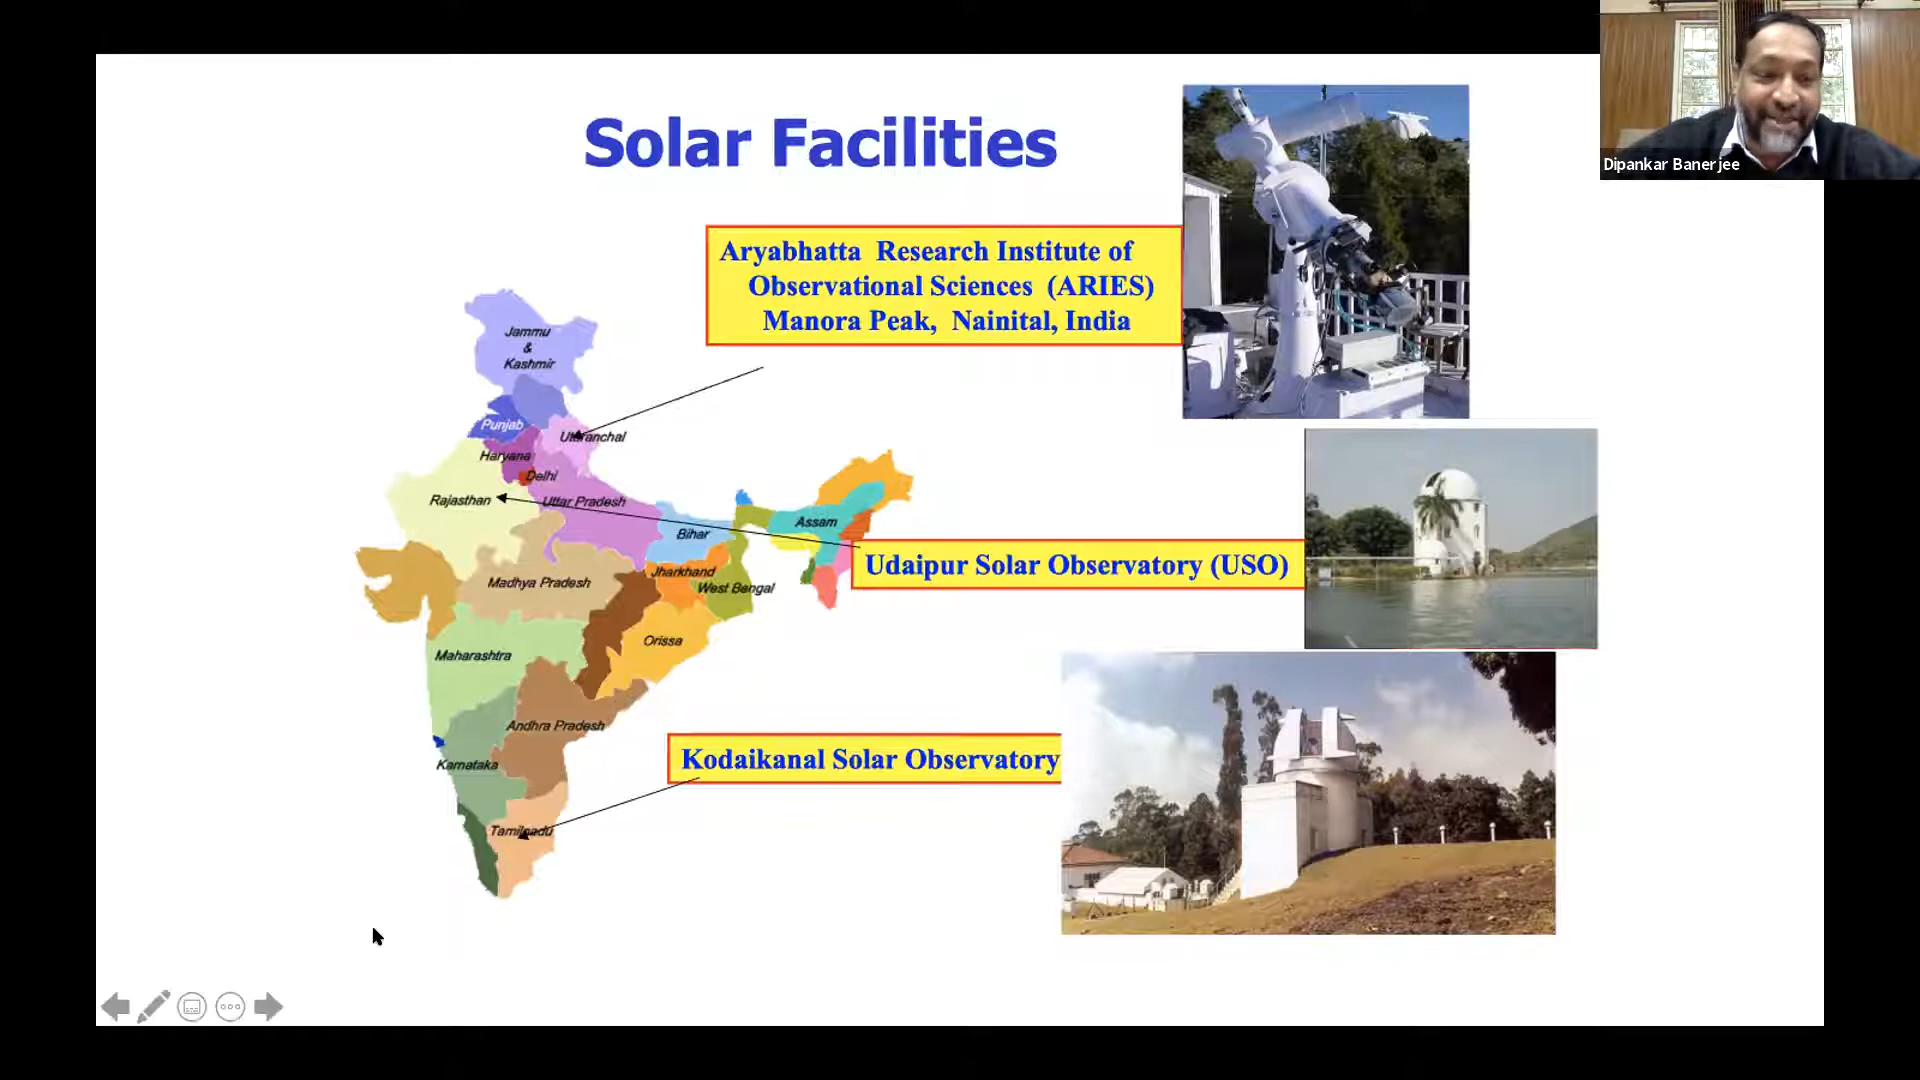 Solar Facilities
Dipankar Banerjee
Aryabhatta Research Institute of
Observational Sciences (ARIES)
Manora Peak, Nainital, India
Jammu
&
Kashmir
Punjab
Uttaranchal
Haryana
Delhi
Rajasthan
Uttar Pradesh
Assam
Bihar
Udaipur Solar Observatory (USO)
Jharkhand
Madhya Pradesh
West Bengal
Orissa
Maharashtra
Andhra Pradesh
Kodaikanal Solar Observatory
Karnataka
Tamilnadu